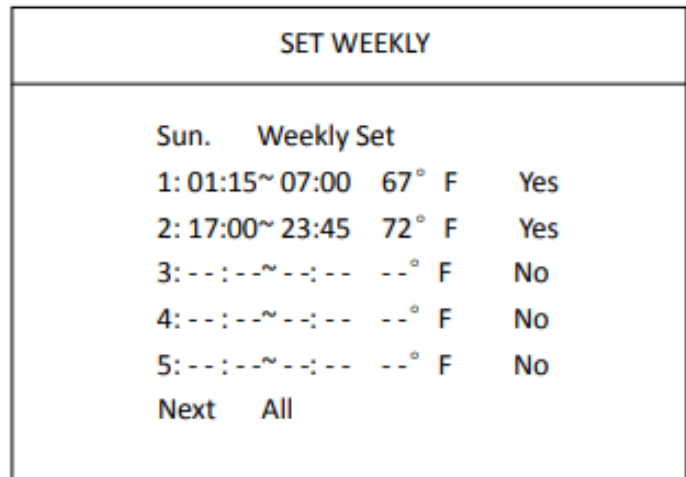 SET WEEKLY
Sun. Weekly Set
1: 01:15~ 07:00 67° F Yes
2: 17:00~ 23:45 72° F Yes
3: - - : - -~ - -: - - - -° F No
4: - - : - -~ - -: - - - -° F No
5: - - : - -~ - -: - - - -° F No
Next All